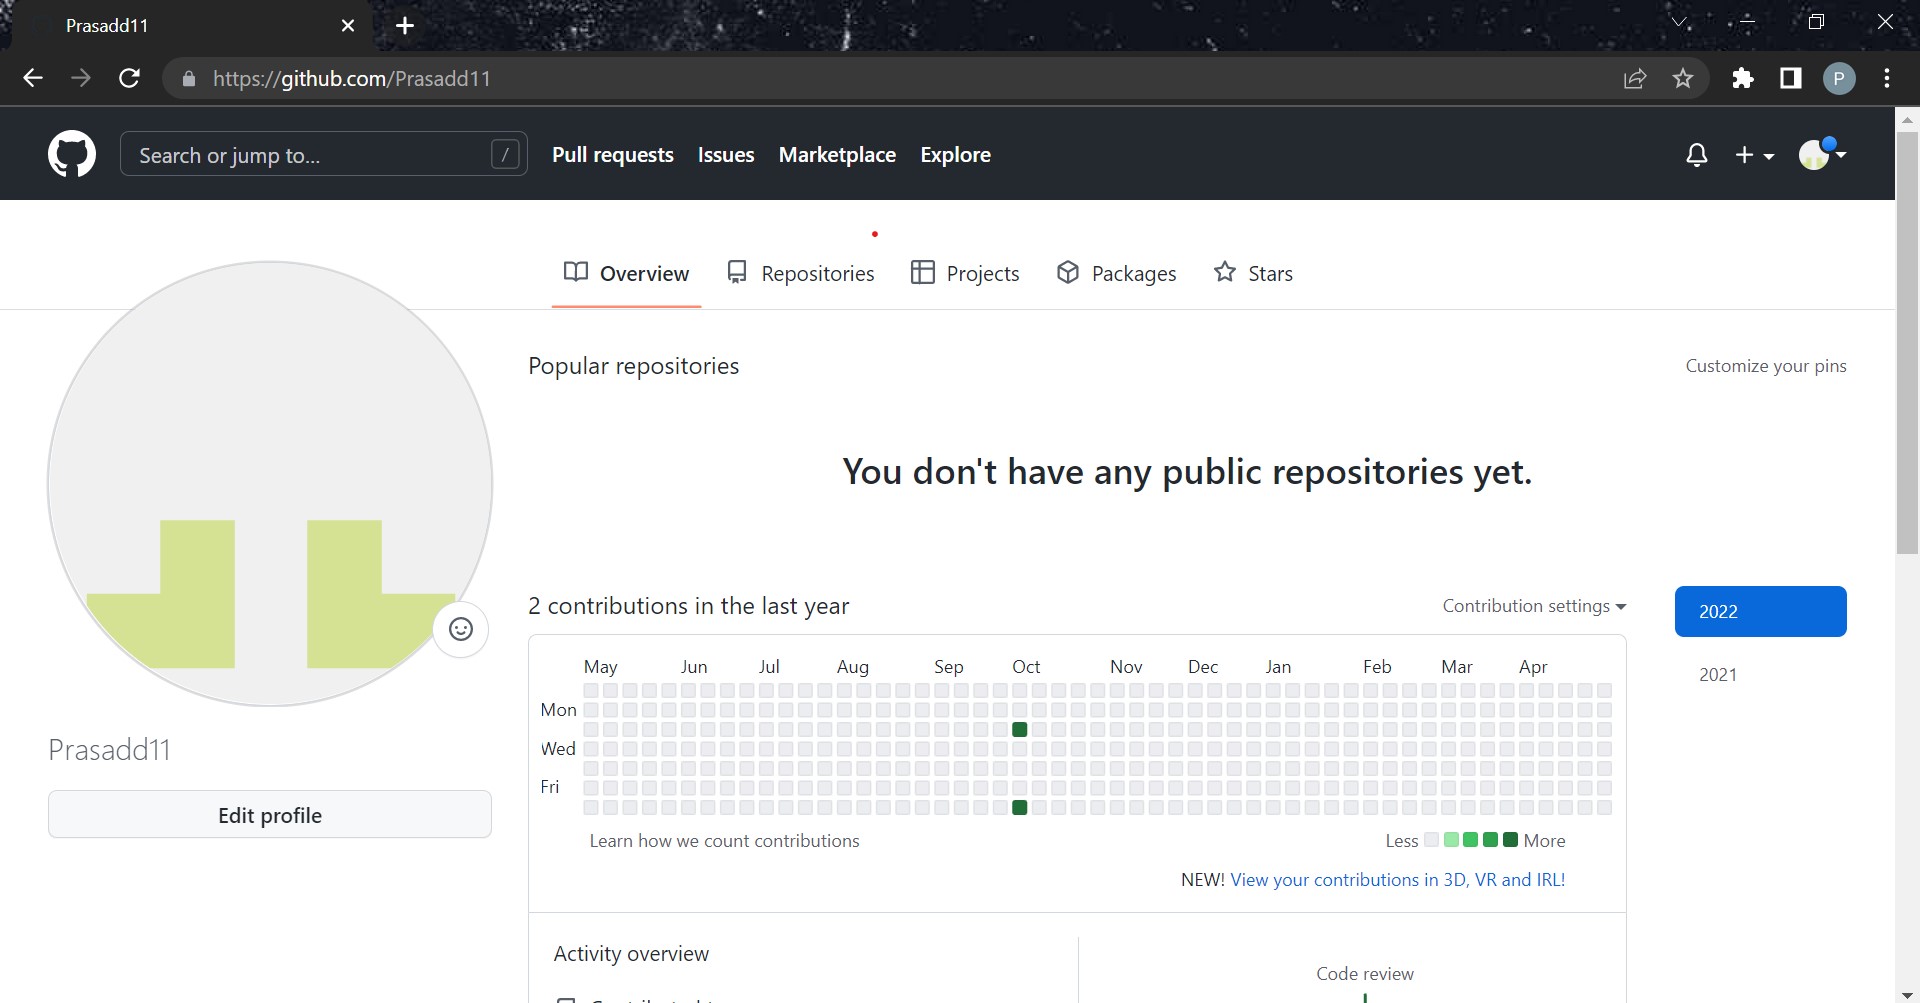 Prasadd11
https://github.com/Prasadd11
P
Search or jump to...
/
Pull requests
Issues
Marketplace
Explore
Overview
Repositories
Projects
Packages
Stars
Popular repositories
Customize your pins
You don't have any public repositories yet.
2 contributions in the last year
Contribution settings
2022
2021
May Jun Jul Aug Sep Oct Nov Dec Jan Feb Mar Apr
Mon
Wed
Fri
Learn how we count contributions
Less
More
NEW! View your contributions in 3D, VR and IRL!
Prasadd11
Edit profile
Activity overview
Code review